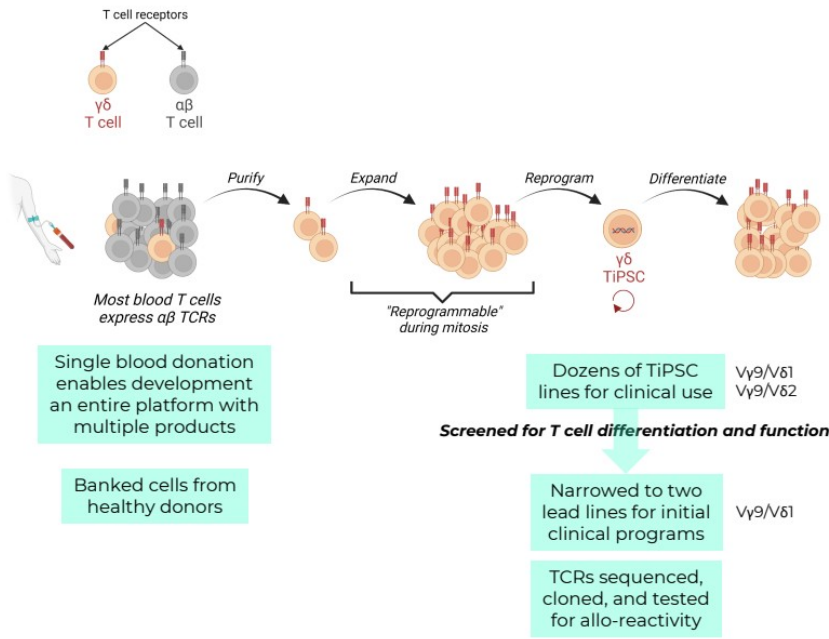 T cell receptors
γδ
T cell
αβ
T cell
Purify
Expand
Reprogram
Differentiate
γδ
TiPSC
Most blood T cells
express αβ TCRs
"Reprogrammable"
during mitosis
Single blood donation
enables development
an entire platform with
multiple products
Banked cells from
healthy donors
Dozens of TiPSC
lines for clinical use
Vγ9/Vδ1
Vγ9/Vδ2
Screened for T cell differentiation and function
Narrowed to two
lead lines for initial
clinical programs
Vγ9/Vδ1
TCRs sequenced,
cloned, and tested
for allo-reactivity